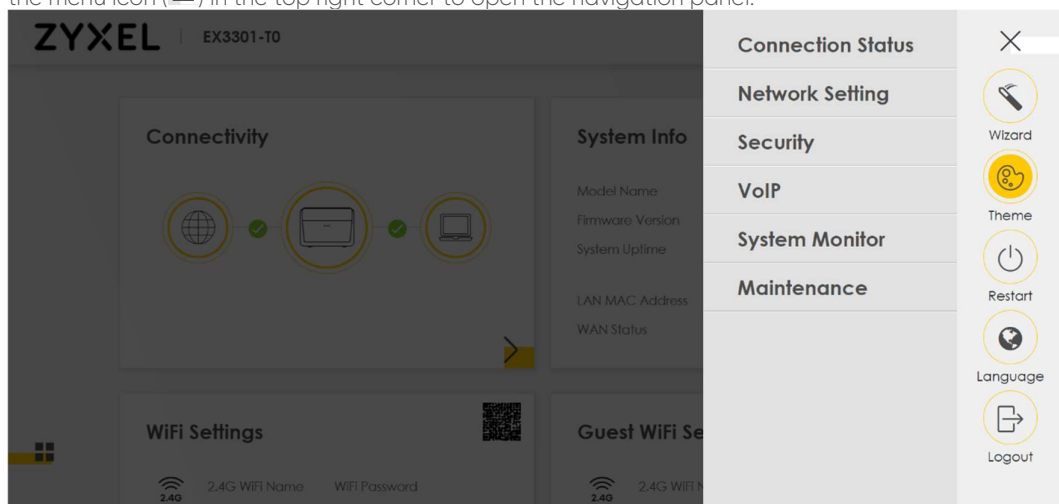 the menu icon ( ) in the top right corner to open the navigation panel.
ZYXEL EX3301-T0
Connection Status
Network Setting
Security
VoIP
System Monitor
Maintenance
Wizard
Theme
Restart
Language
Logout
Connectivity
System Info
Model Name
Firmware Version
System Uptime
LAN MAC Address
WAN Status
WiFi Settings
2.4G
2.4G WiFi Name WiFi Password
Guest WiFi Se
2.4G
2.4G WiFi N